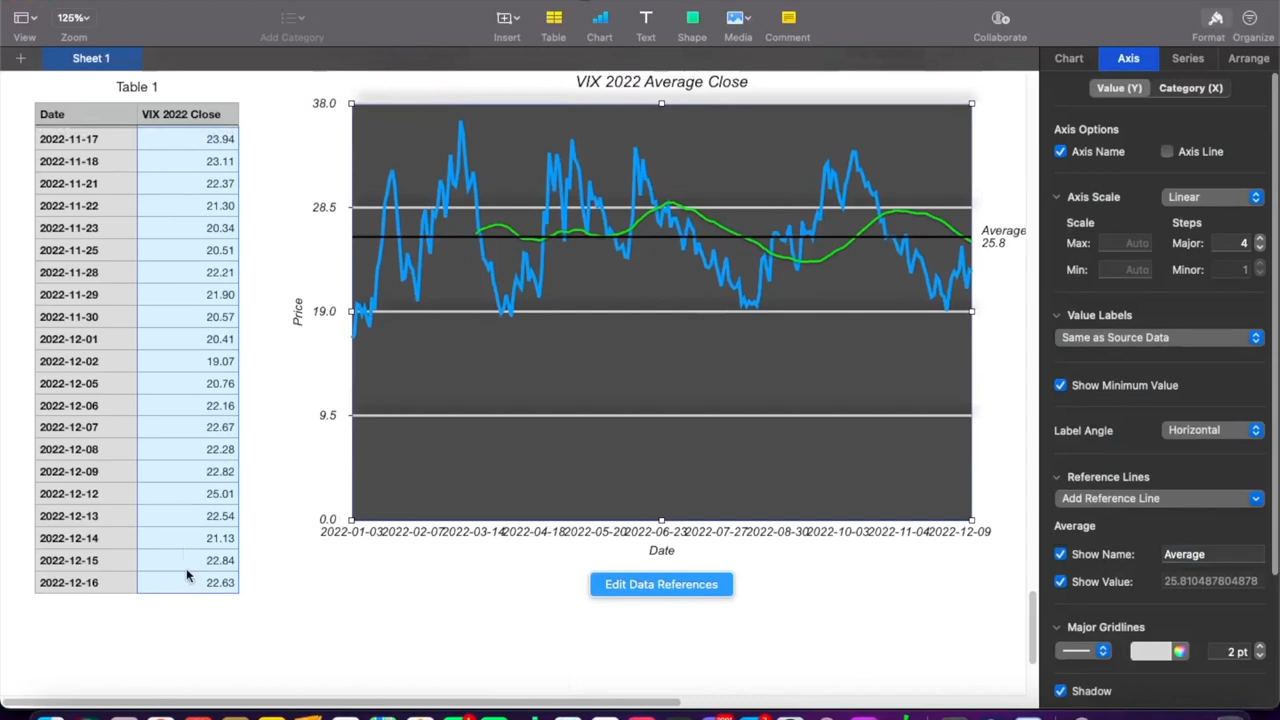 125%
View
Zoom
Add Category
Insert
Table
Chart
Text
Shape
Media
Comment
Collaborate
Format
Organize
Sheet 1
Chart
Axis
Series
Arrange
Table 1
Date VIX 2022 Close
2022-11-17 23.94
2022-11-18 23.11
2022-11-21 22.37
2022-11-22 21.30
2022-11-23 20.34
2022-11-25 20.51
2022-11-28 22.21
2022-11-29 21.90
2022-11-30 20.57
2022-12-01 20.41
2022-12-02 19.07
2022-12-05 20.76
2022-12-06 22.16
2022-12-07 22.67
2022-12-08 22.28
2022-12-09 22.82
2022-12-12 25.01
2022-12-13 22.54
2022-12-14 21.13
2022-12-15 22.84
2022-12-16 22.63
VIX 2022 Average Close
38.0
28.5
19.0
9.5
0.0
Price
Average
25.8
2022-01-03 2022-02-07 2022-03-14 2022-04-18 2022-05-20 2022-06-23 2022-07-27 2022-08-30 2022-10-03 2022-11-04 2022-12-09
Date
Edit Data References
Value (Y)
Category (X)
Axis Options
Axis Name
Axis Line
Axis Scale Linear
Scale Steps
Max: Auto Major: 4
Min: Auto Minor: 1
Value Labels
Same as Source Data
Show Minimum Value
Label Angle Horizontal
Reference Lines
Add Reference Line
Average
Show Name: Average
Show Value: 25.810487804878
Major Gridlines
2 pt
Shadow